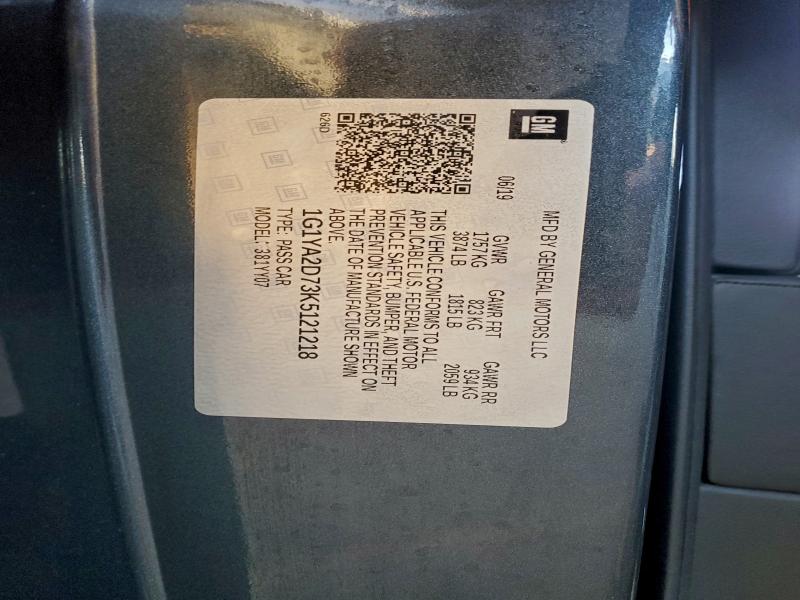 GM
MFD BY GENERAL MOTORS LLC
06/19
GVWR GAWR FRT GAWR RR
1757 KG 823 KG 934 KG
3874 LB 1815 LB 2059 LB
THIS VEHICLE CONFORMS TO ALL
APPLICABLE U.S. FEDERAL MOTOR
VEHICLE SAFETY, BUMPER, AND THEFT
PREVENTION STANDARDS IN EFFECT ON
THE DATE OF MANUFACTURE SHOWN
ABOVE.
1G1YA2D73K5121218
TYPE: PASS CAR
MODEL: 381YY07
626D